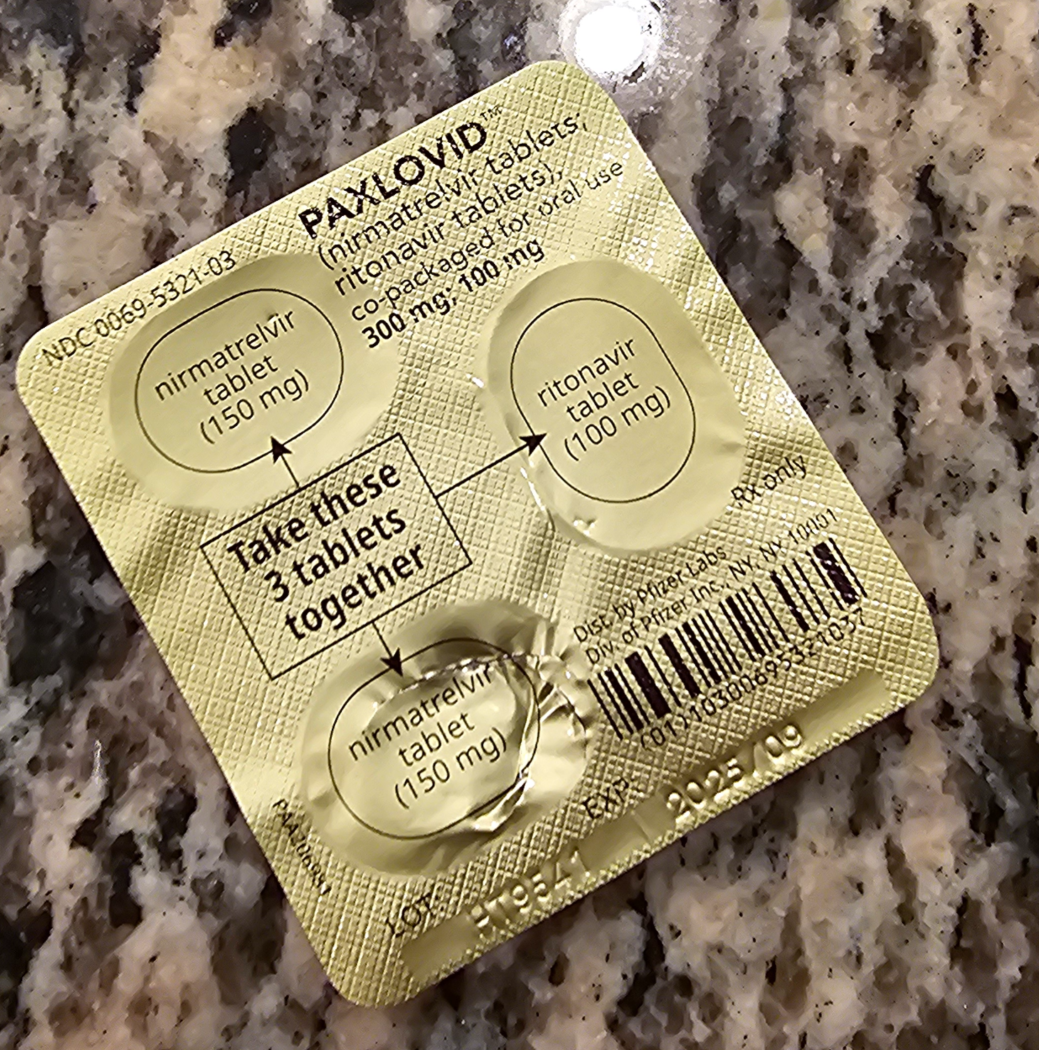 PAXLOVID™
(nirmatrelvir tablets,
ritonavir tablets),
co-packaged for oral use
300 mg, 100 mg
NDC 0069-5321-03
nirmatrelvir
tablet
(150 mg)
ritonavir
tablet
(100 mg)
Take these
3 tablets
together
Rx only
nirmatrelvir
tablet
(150 mg)
Dist. by Pfizer Labs
Div. of Pfizer Inc., NY, NY 10001
(01)10300695321037
EXP:
2025/09
LOT: